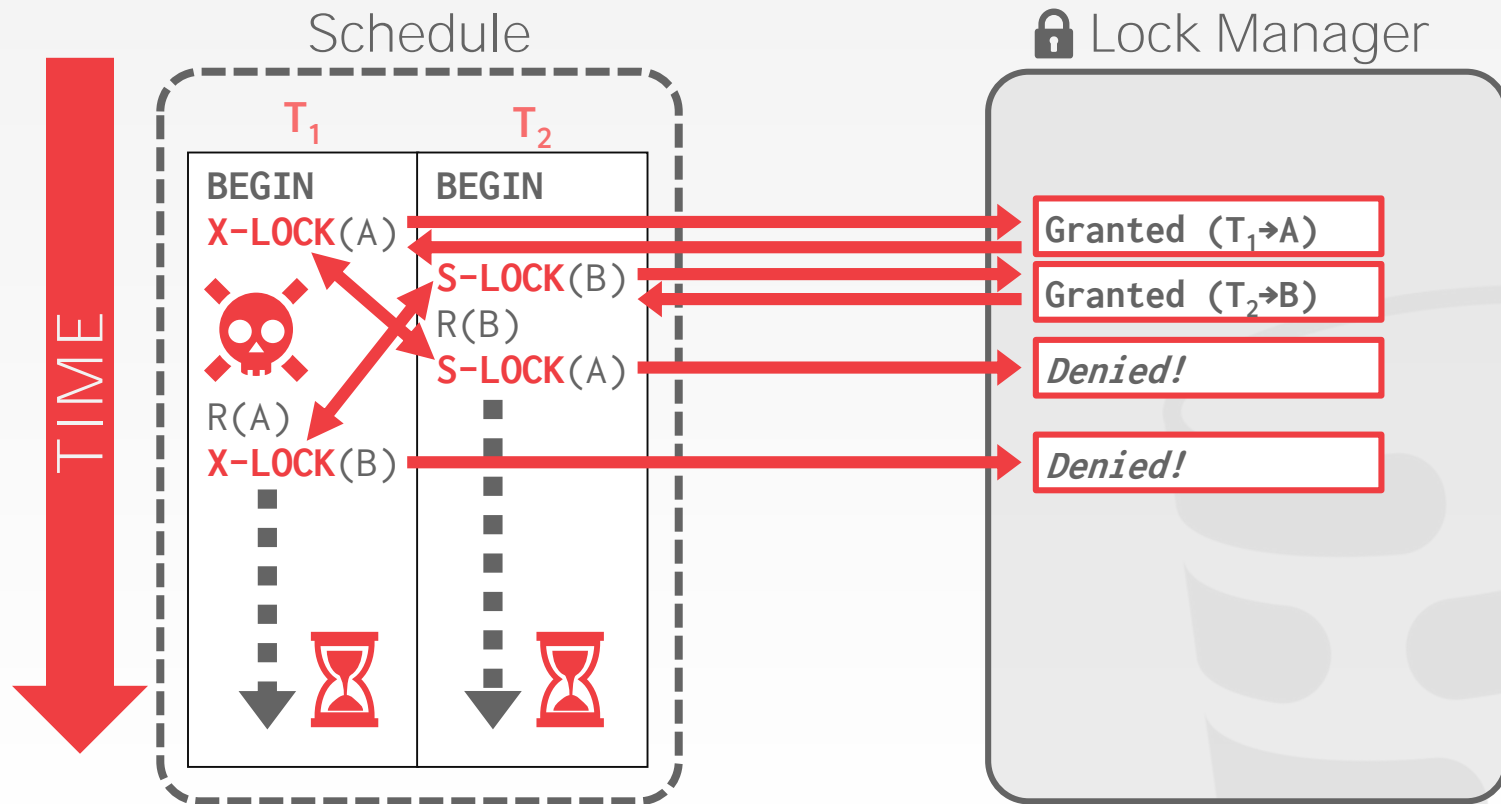 Schedule
Lock Manager
TIME
T₁
T₂
BEGIN
BEGIN
X-LOCK(A)
Granted (T₁→A)
S-LOCK(B)
Granted (T₂→B)
R(B)
S-LOCK(A)
Denied!
R(A)
X-LOCK(B)
Denied!